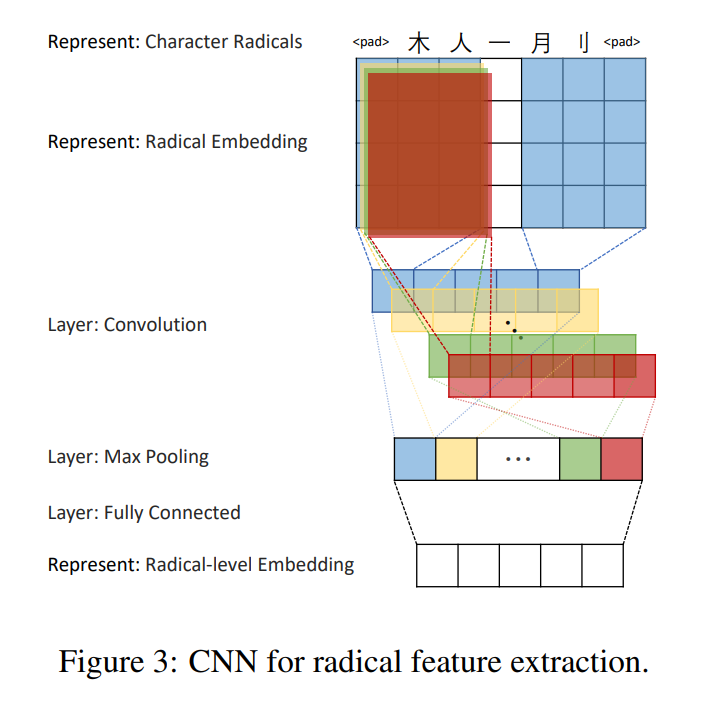 Represent: Character Radicals <pad> 木 人 一 月 刂 <pad>
Represent: Radical Embedding
Layer: Convolution
Layer: Max Pooling
...
Layer: Fully Connected
Represent: Radical-level Embedding
Figure 3: CNN for radical feature extraction.